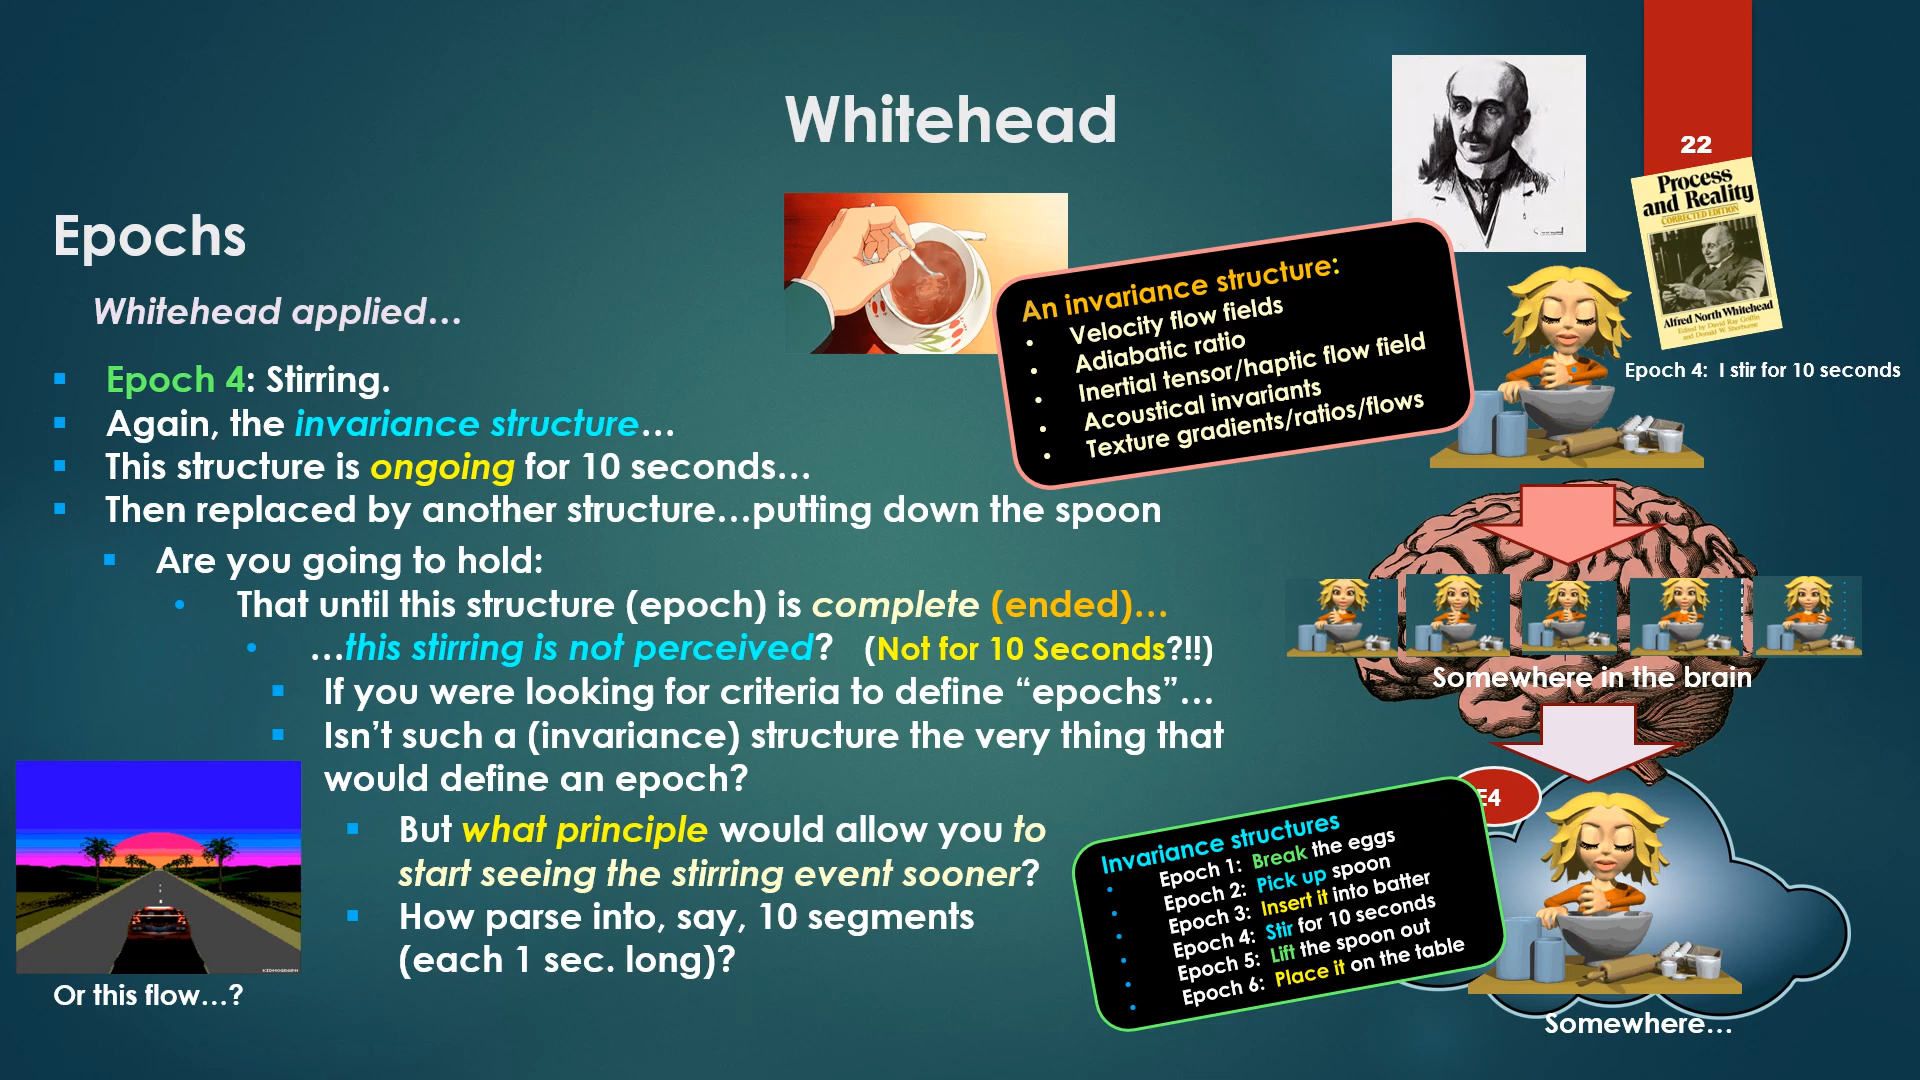 Whitehead
22
Process
and Reality
CORRECTED EDITION
Alfred North Whitehead
Edited by David Ray Griffin
and Donald W. Sherburne
Epochs
Whitehead applied…
▪ Epoch 4: Stirring.
▪ Again, the invariance structure…
▪ This structure is ongoing for 10 seconds…
▪ Then replaced by another structure…putting down the spoon
▪ Are you going to hold:
• That until this structure (epoch) is complete (ended)…
• …this stirring is not perceived? (Not for 10 Seconds?!!)
▪ If you were looking for criteria to define “epochs”…
▪ Isn’t such a (invariance) structure the very thing that
would define an epoch?
▪ But what principle would allow you to
start seeing the stirring event sooner?
▪ How parse into, say, 10 segments
(each 1 sec. long)?
An invariance structure:
• Velocity flow fields
• Adiabatic ratio
• Inertial tensor/haptic flow field
• Acoustical invariants
• Texture gradients/ratios/flows
Epoch 4: I stir for 10 seconds
Somewhere in the brain
E4
Invariance structures
• Epoch 1: Break the eggs
• Epoch 2: Pick up spoon
• Epoch 3: Insert it into batter
• Epoch 4: Stir for 10 seconds
• Epoch 5: Lift the spoon out
• Epoch 6: Place it on the table
Somewhere…
KIDMOGRAPH
Or this flow…?